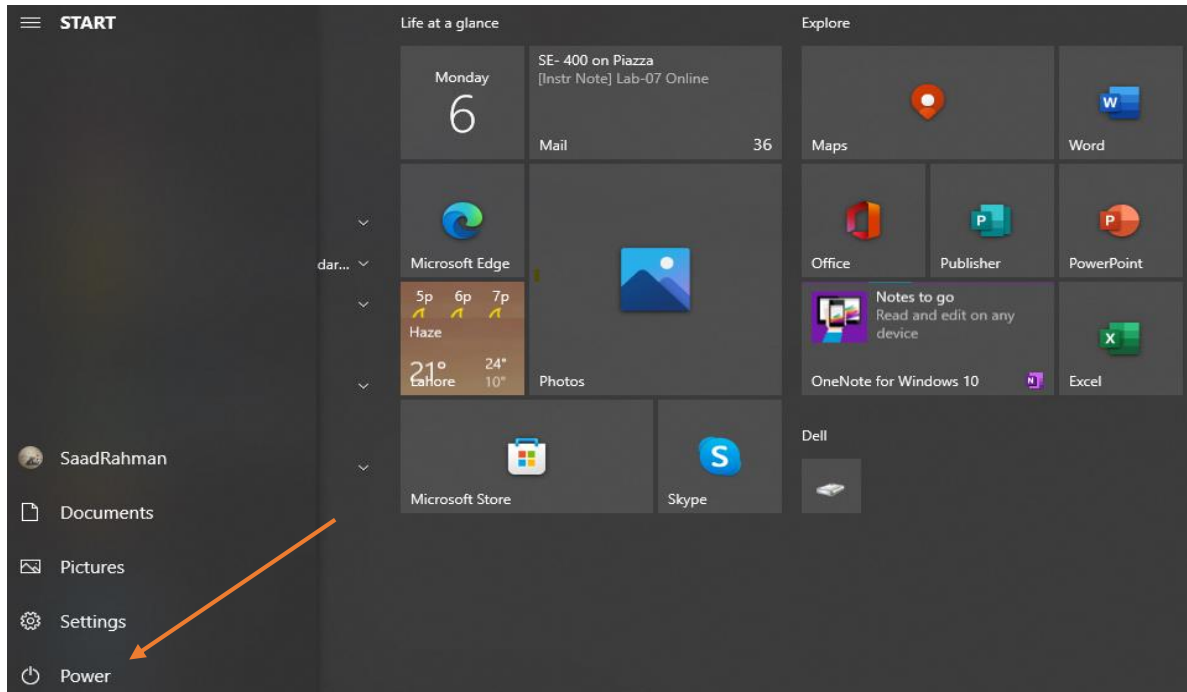 START
dar...
SaadRahman
Documents
Pictures
Settings
Power
Life at a glance
Monday
6
SE- 400 on Piazza
[Instr Note] Lab-07 Online
Mail 36
Microsoft Edge
5p 6p 7p
Haze
21° 24°
Lahore 10°
Photos
Microsoft Store
Skype
Explore
Maps
Word
Office
Publisher
PowerPoint
Notes to go
Read and edit on any
device
OneNote for Windows 10
Excel
Dell